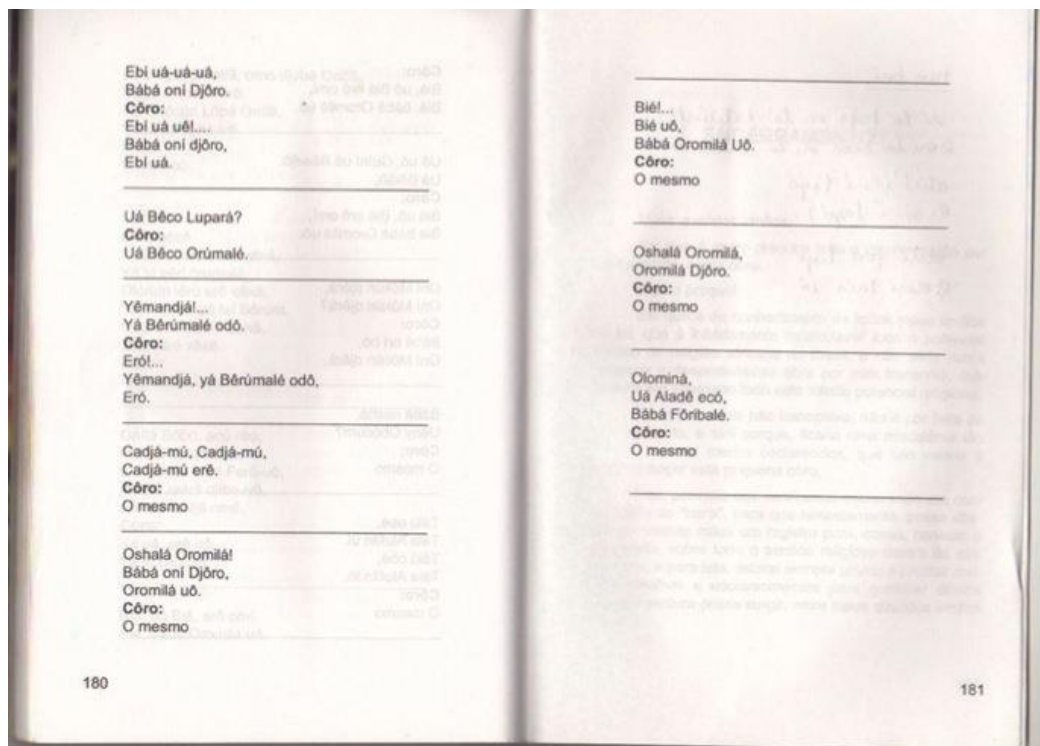 Ebí uá-uá-uá,
Bábá oní Djôro.
Côro:
Ebí uá uê!...
Bábá oní djôro,
Ebí uá.
Uá Bêco Lupará?
Côro:
Uá Bêco Orúmalé.
Yêmandjá!...
Yá Bêrúmalé odô.
Côro:
Eró!...
Yêmandjá, yá Bêrúmalé odô,
Eró.
Cadjá-mú, Cadjá-mú,
Cadjá-mú erê.
Côro:
O mesmo
Oshalá Oromilá!
Bábá oní Djôro,
Oromilá uô.
Côro:
O mesmo
180
Bié!...
Bié uô,
Bábá Oromilá Uô.
Côro:
O mesmo
Oshalá Oromilá,
Oromilá Djôro.
Côro:
O mesmo
Olominá,
Uá Aladê ecó,
Bábá Fôribalé.
Côro:
O mesmo
181